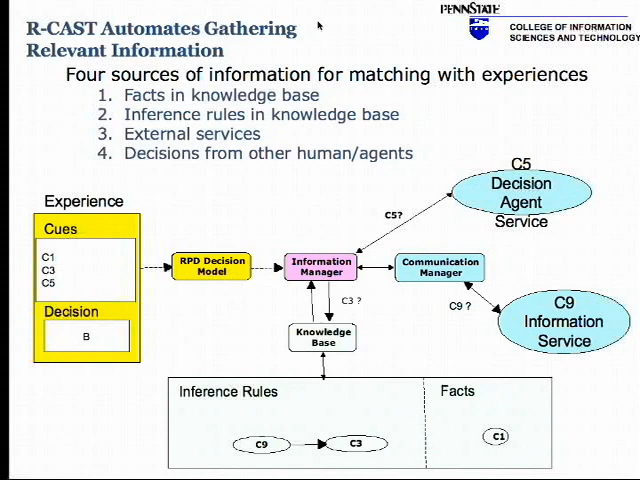 R-CAST Automates Gathering
Relevant Information
PENNSTATE
COLLEGE OF INFORMATION
SCIENCES AND TECHNOLOGY
Four sources of information for matching with experiences
1. Facts in knowledge base
2. Inference rules in knowledge base
3. External services
4. Decisions from other human/agents
Experience
Cues
C1
C3
C5
Decision
B
RPD Decision
Model
Information
Manager
Communication
Manager
C5?
C5
Decision
Agent
Service
C3 ?
C9 ?
C9
Information
Service
Knowledge
Base
Inference Rules
Facts
C9
C3
C1